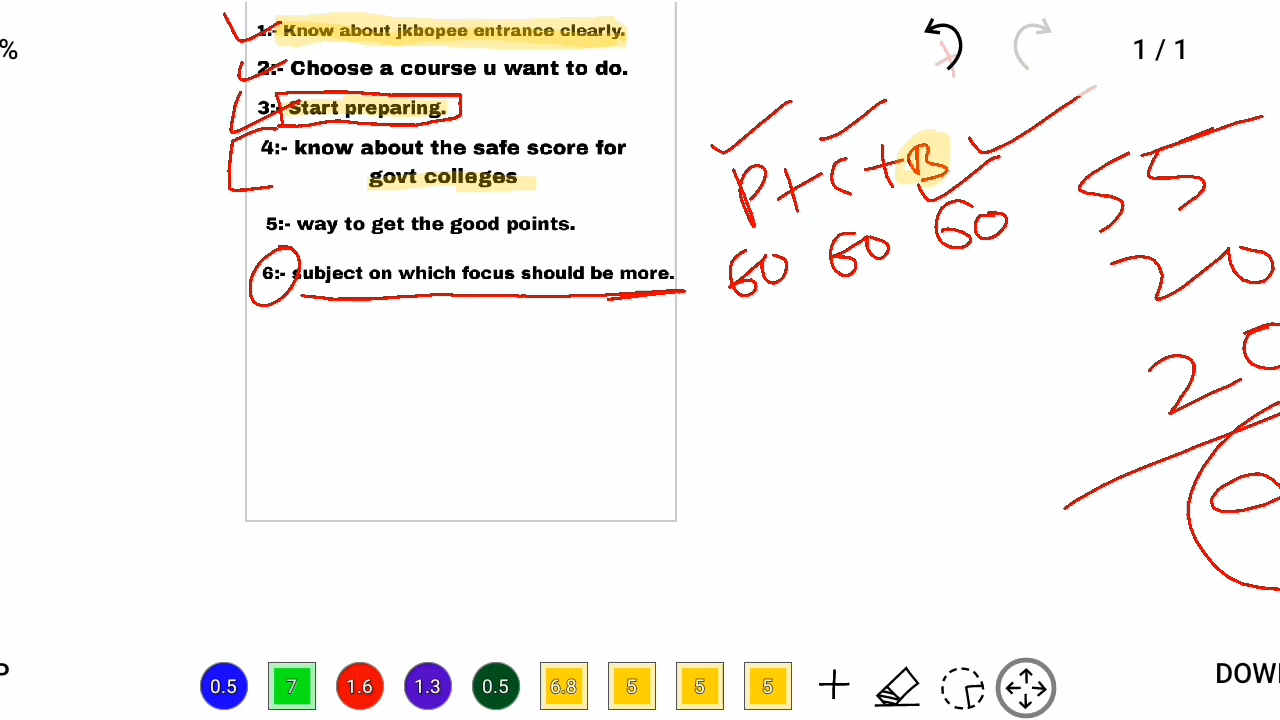 %
1:- Know about jkbopee entrance clearly.
2:- Choose a course u want to do.
3:- Start preparing.
4:- know about the safe score for
govt colleges
5:- way to get the good points.
6:- subject on which focus should be more.
1 / 1
P + C + B
60 60 60
55
20
20
0.5 7 1.6 1.3 0.5 6.8 5 5 5